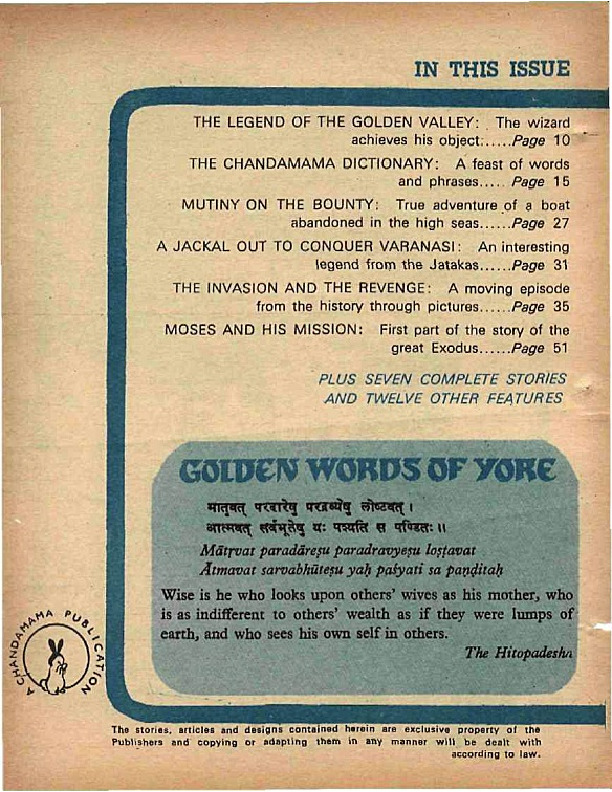 IN THIS ISSUE
THE LEGEND OF THE GOLDEN VALLEY: The wizard
achieves his object:.....Page 10
THE CHANDAMAMA DICTIONARY: A feast of words
and phrases..... Page 15
MUTINY ON THE BOUNTY: True adventure of a boat
abandoned in the high seas......Page 27
A JACKAL OUT TO CONQUER VARANASI: An interesting
legend from the Jatakas......Page 31
THE INVASION AND THE REVENGE: A moving episode
from the history through pictures......Page 35
MOSES AND HIS MISSION: First part of the story of the
great Exodus......Page 51
PLUS SEVEN COMPLETE STORIES
AND TWELVE OTHER FEATURES
GOLDEN WORDS OF YORE
मातृवत् परदारेषु परद्रव्येषु लोष्टवत् ।
आत्मवत् सर्वभूतेषु यः पश्यति स पण्डितः ॥
Mātṛvat paradāreṣu paradravyeṣu loṣṭavat
Ātmavat sarvabhūteṣu yaḥ paśyati sa paṇḍitaḥ
Wise is he who looks upon others' wives as his mother, who
is as indifferent to others' wealth as if they were lumps of
earth, and who sees his own self in others.
The Hitopadesha
A CHANDAMAMA PUBLICATION
The stories, articles and designs contained herein are exclusive property of the
Publishers and copying or adapting them in any manner will be dealt with
according to law.